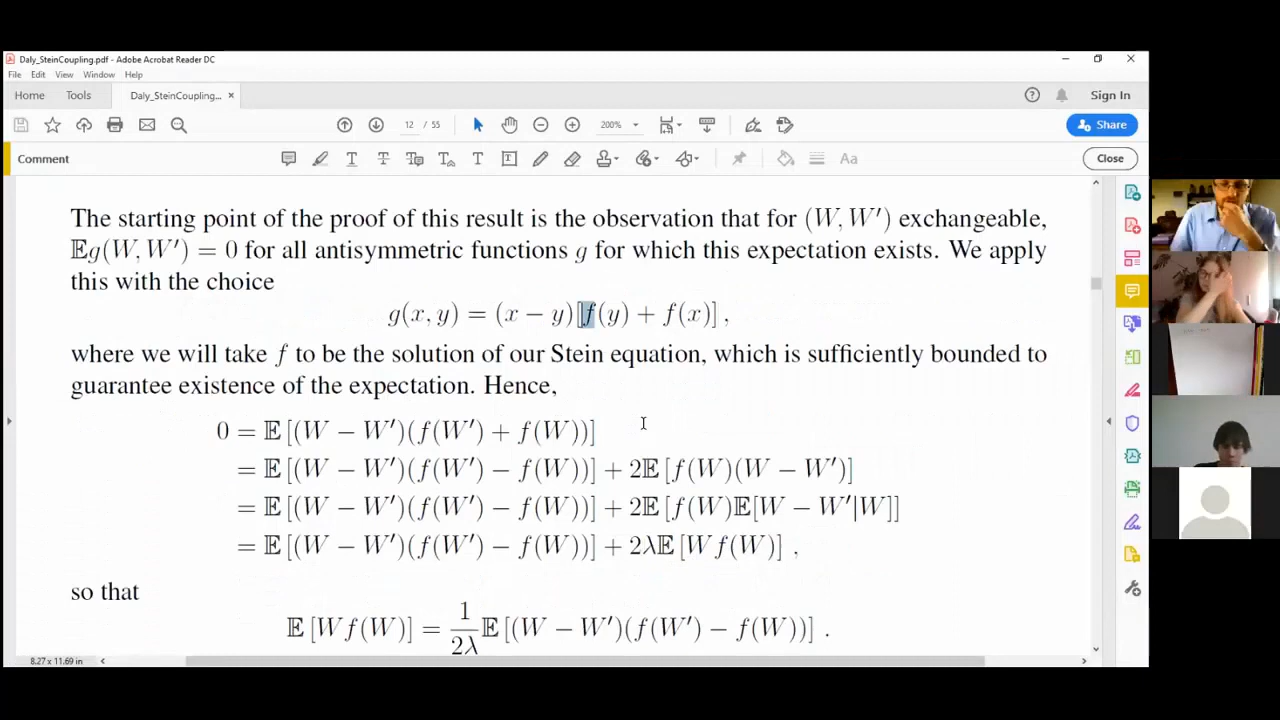 Daly_SteinCoupling.pdf - Adobe Acrobat Reader DC
File Edit View Window Help
Home Tools Daly_SteinCoupling... × Sign In
12 / 55 200% Share
Comment Aa Close
The starting point of the proof of this result is the observation that for (W, W′) exchangeable,
𝔼g(W, W′) = 0 for all antisymmetric functions g for which this expectation exists. We apply
this with the choice
g(x, y) = (x − y)[f(y) + f(x)] ,
where we will take f to be the solution of our Stein equation, which is sufficiently bounded to
guarantee existence of the expectation. Hence,
0 = 𝔼 [(W − W′)(f(W′) + f(W))]
= 𝔼 [(W − W′)(f(W′) − f(W))] + 2𝔼 [f(W)(W − W′)]
= 𝔼 [(W − W′)(f(W′) − f(W))] + 2𝔼 [f(W)𝔼[W − W′|W]]
= 𝔼 [(W − W′)(f(W′) − f(W))] + 2λ𝔼 [Wf(W)] ,
so that
𝔼 [Wf(W)] = 1/2λ 𝔼 [(W − W′)(f(W′) − f(W))] .
8.27 x 11.69 in